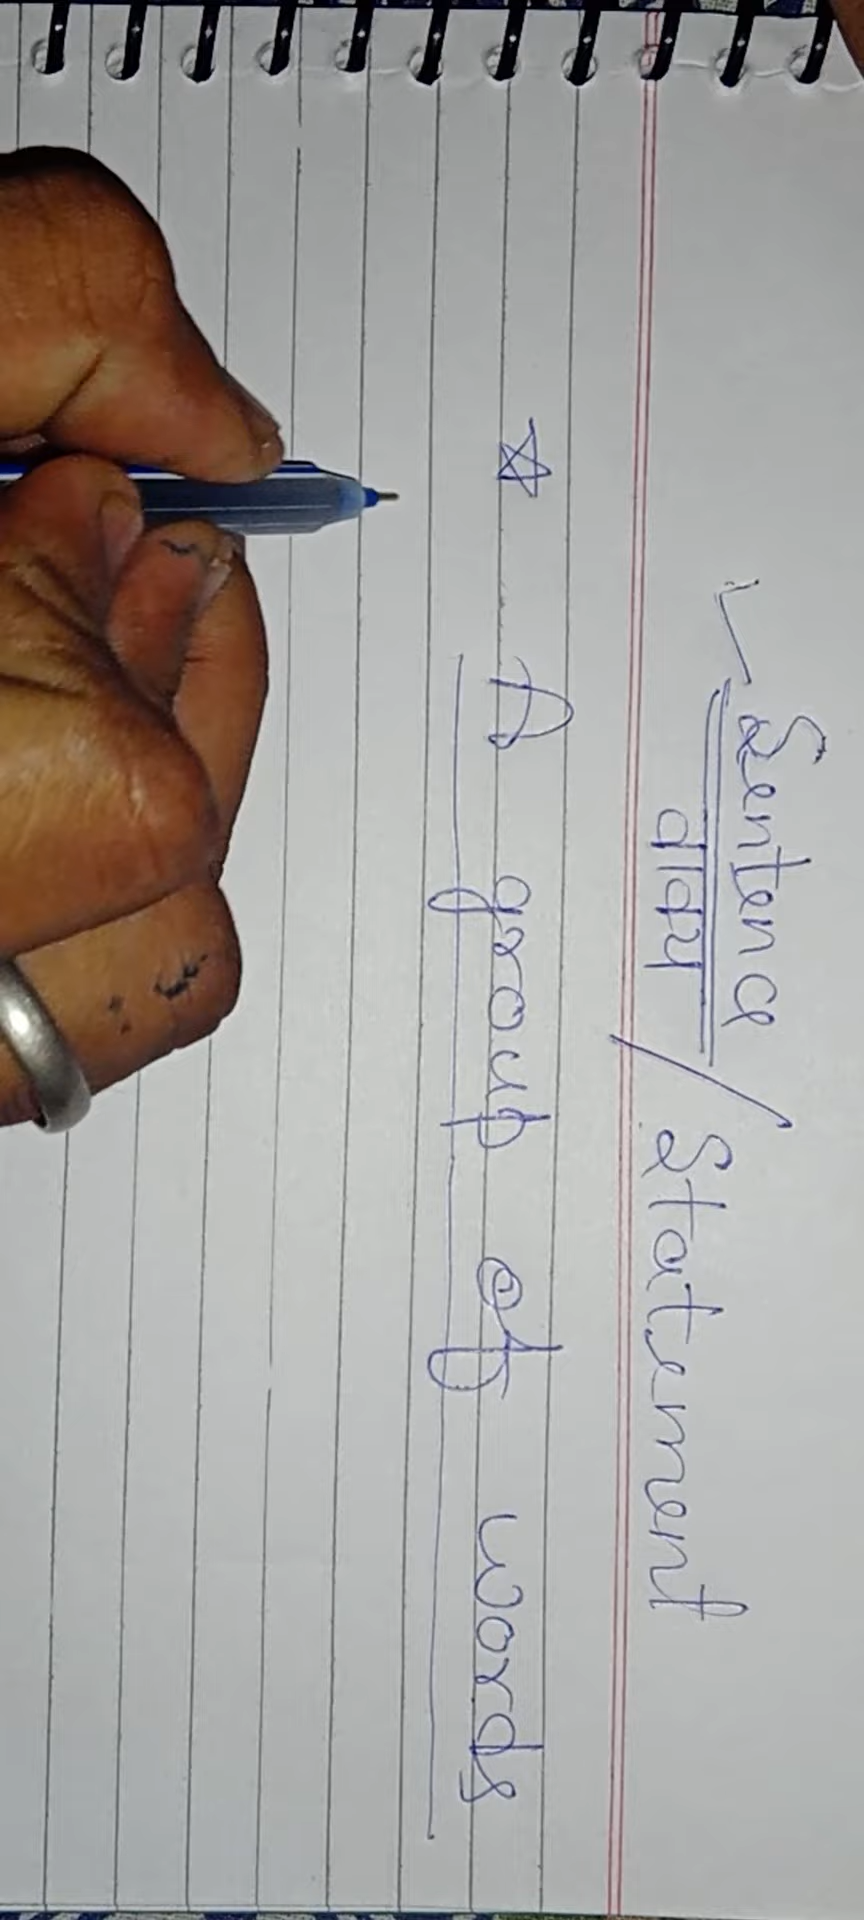 Sentence / Statement
वाक्य
☆ A group of words